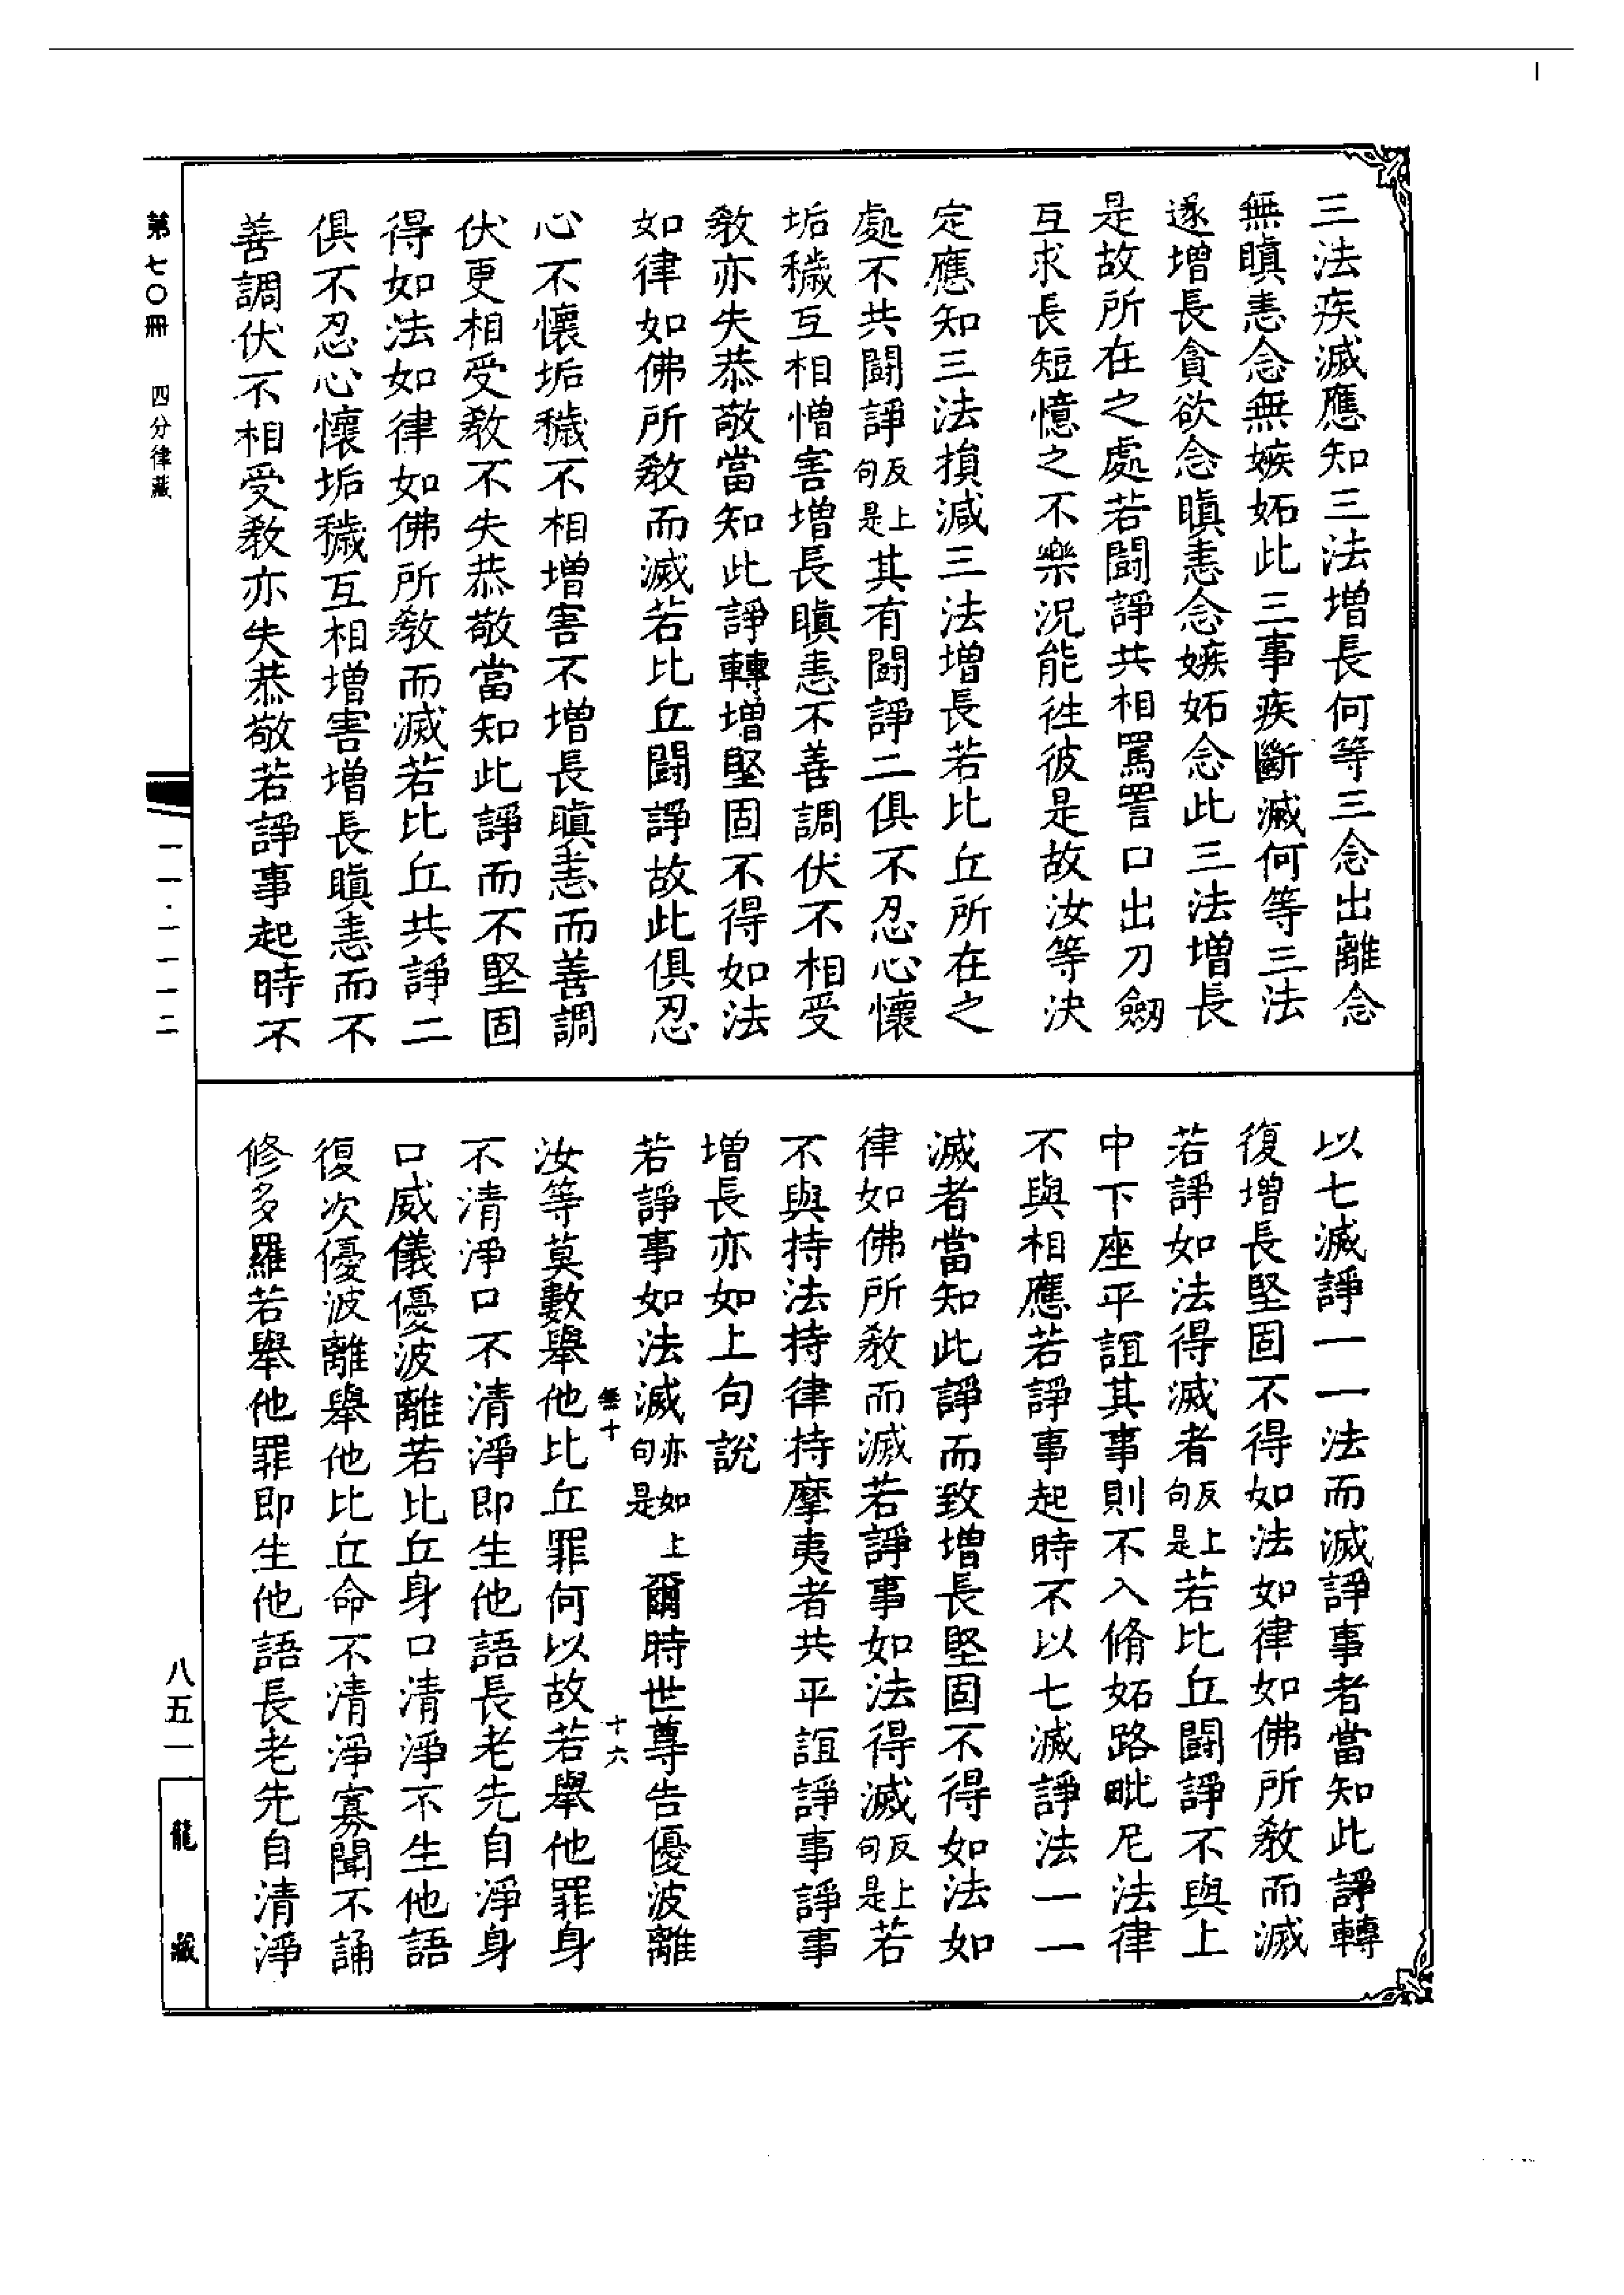 三法疾滅應知三法增長何等三念出離念
無瞋恚念無嫉妬此三事疾斷滅何等三法
遂增長貪欲念瞋恚念嫉妬念此三法增長
是故所在之處若鬪諍共相罵詈口出刀劔
互求長短憶之不樂況能往彼是故汝等決
定應知三法損減三法增長若比丘所在之
處不共鬪諍反上句是其有鬪諍二俱不忍心懷
垢穢互相憎害增長瞋恚不善調伏不相受
敎亦失恭敬當知此諍轉增堅固不得如法
如律如佛所敎而滅若比丘鬪諍故此俱忍
心不懷垢穢不相增害不增長瞋恚而善調
伏更相受敎不失恭敬當知此諍而不堅固
得如法如律如佛所敎而滅若比丘共諍二
俱不忍心懷垢穢互相增害增長瞋恚而不
善調伏不相受敎亦失恭敬若諍事起時不
以七滅諍一一法而滅諍事者當知此諍轉
復增長堅固不得如法如律如佛所敎而滅
若諍如法得滅者反上句是若比丘鬪諍不與上
中下座平誼其事則不入脩妬路毗尼法律
不與相應若諍事起時不以七滅諍法一一
滅者當知此諍而致增長堅固不得如法如
律如佛所敎而滅若諍事如法得滅反上句是若
不與持法持律持摩夷者共平誼諍事諍事
增長亦如上句說
若諍事如法滅亦如上句是爾時世尊告優波離
無十 十六
汝等莫數舉他比丘罪何以故若舉他罪身
不清淨口不清淨即生他語長老先自淨身
口威儀優波離若比丘身口清淨不生他語
復次優波離舉他比丘命不清淨寡聞不誦
修多羅若舉他罪即生他語長老先自清淨
第七〇冊 四分律藏
一一·一一一二
八五一
龍藏